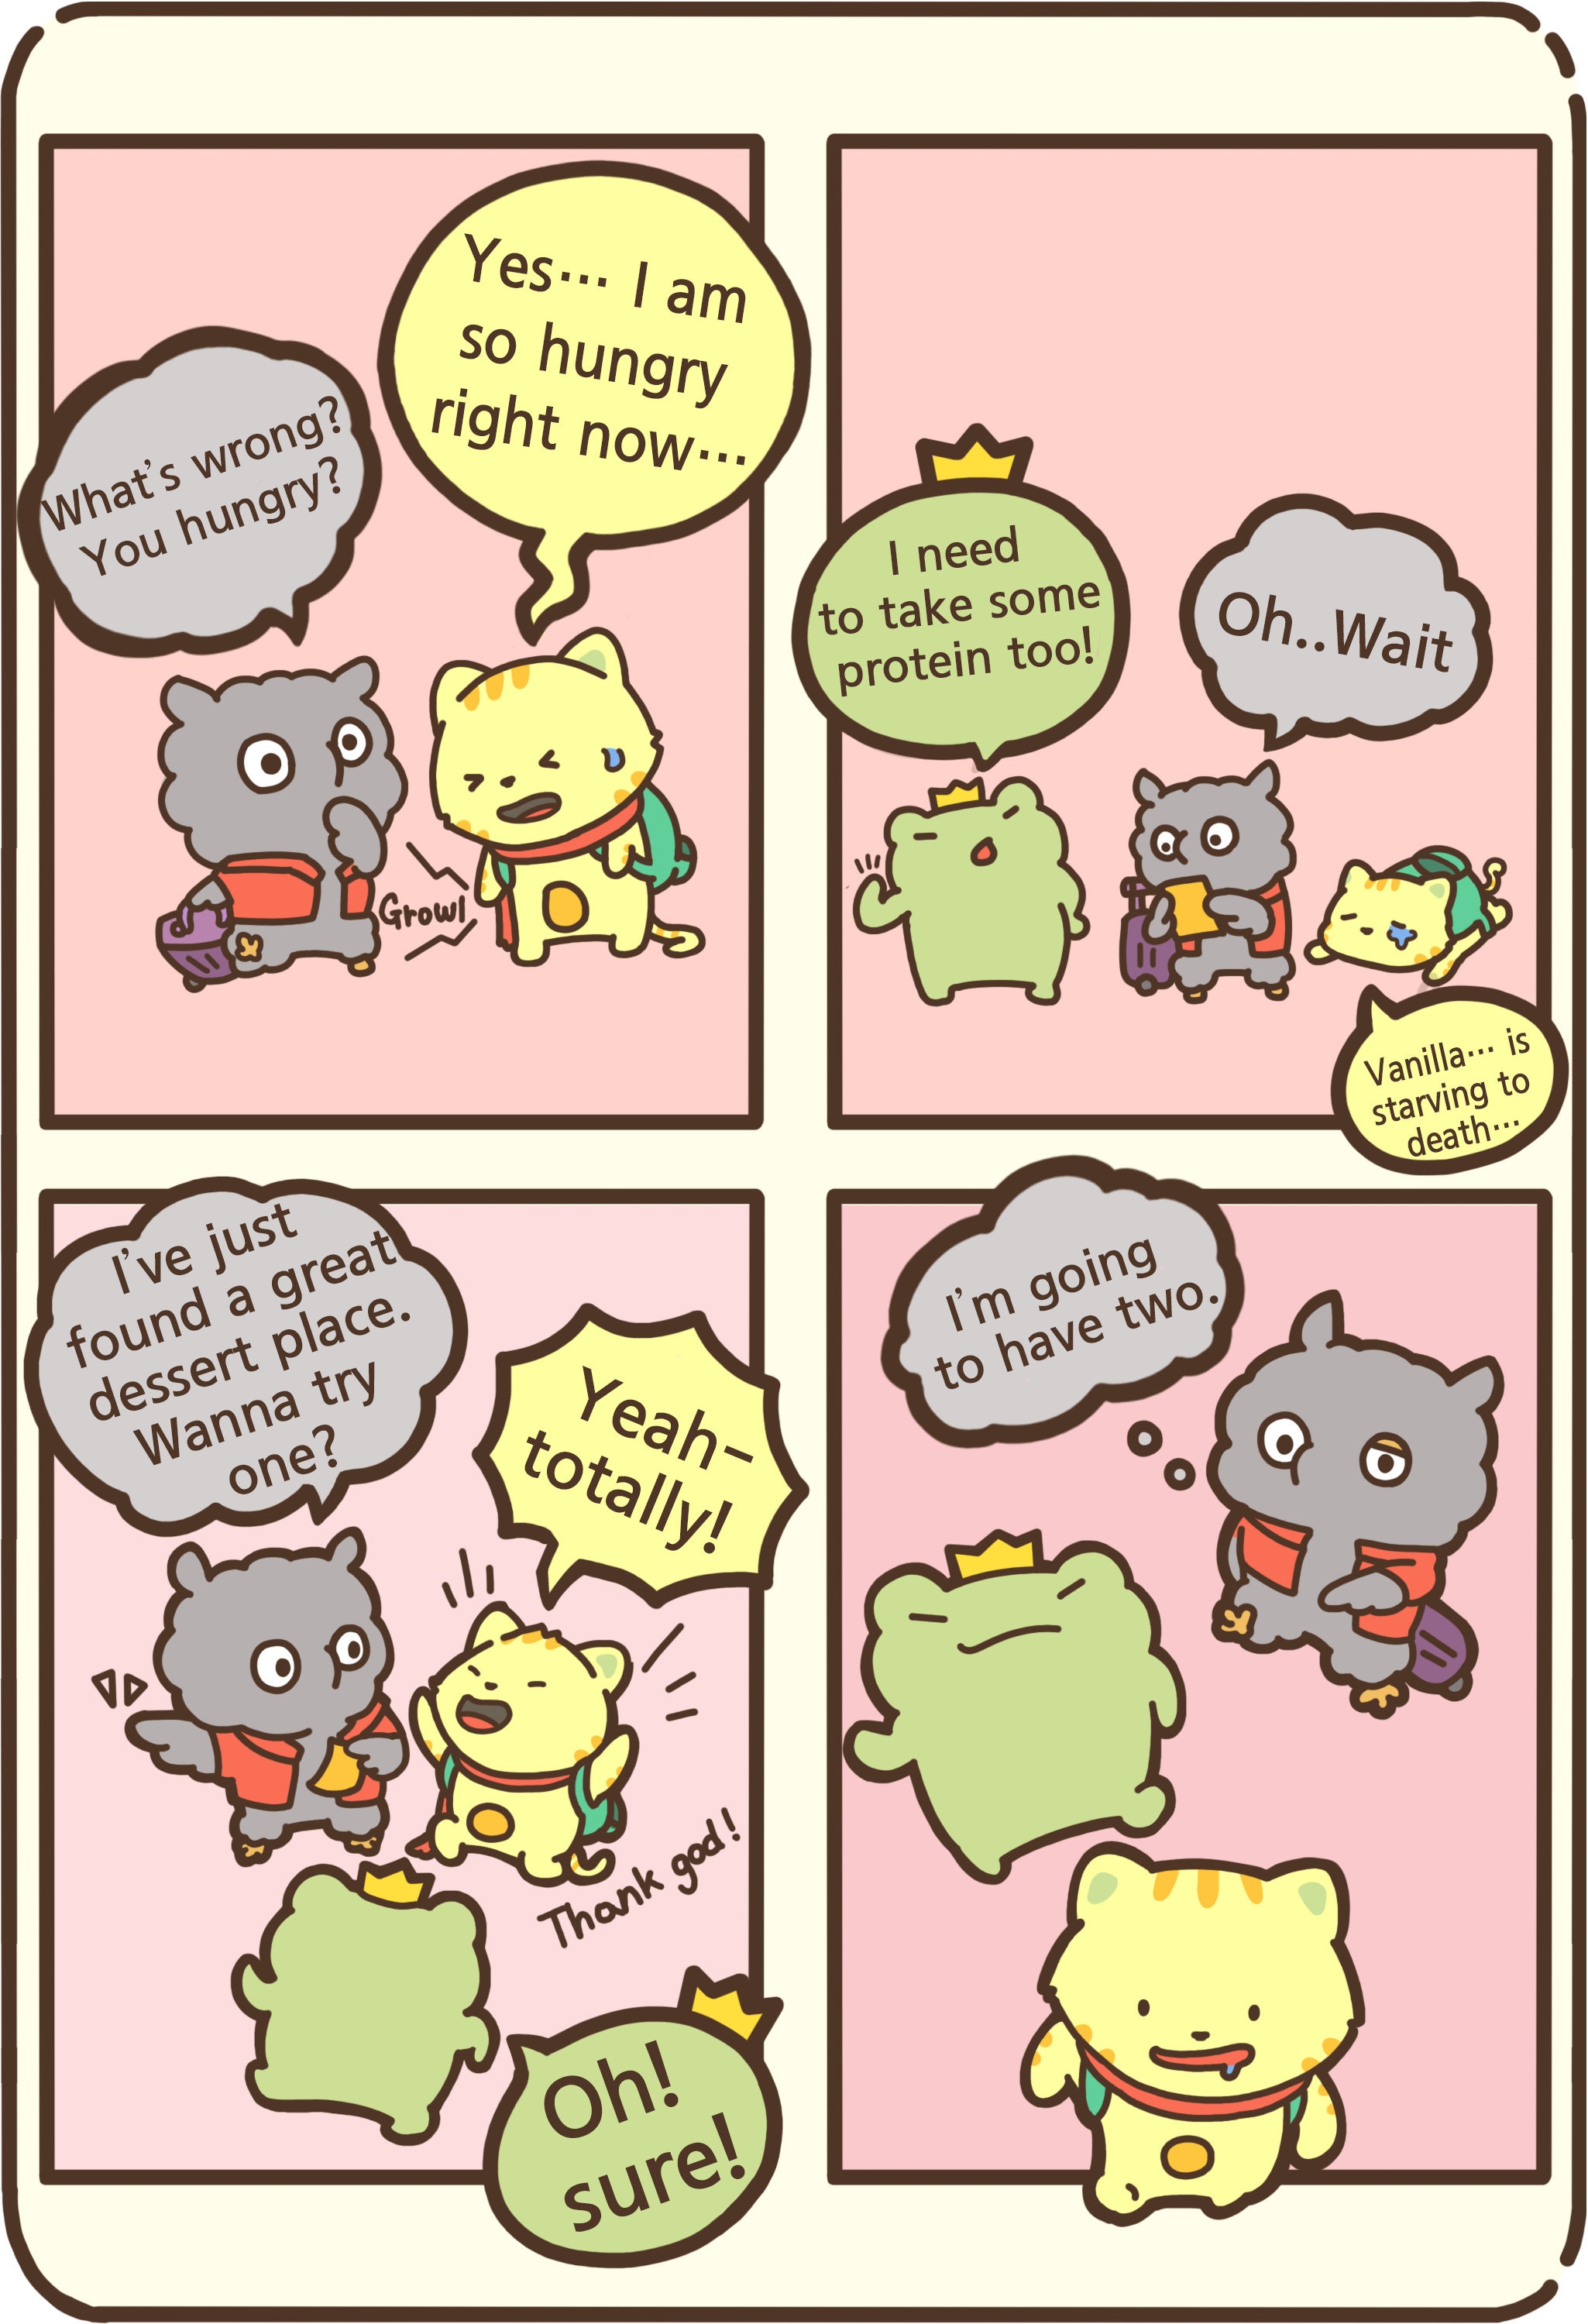 What's wrong?
You hungry?
Yes… I am
so hungry
right now…
Growl
I need
to take some
protein too!
Oh..Wait
Vanilla… is
starving to
death…
I've just
found a great
dessert place.
Wanna try
one?
Yeah~
totally!
Thank god!
Oh!
sure!
I'm going
to have two.